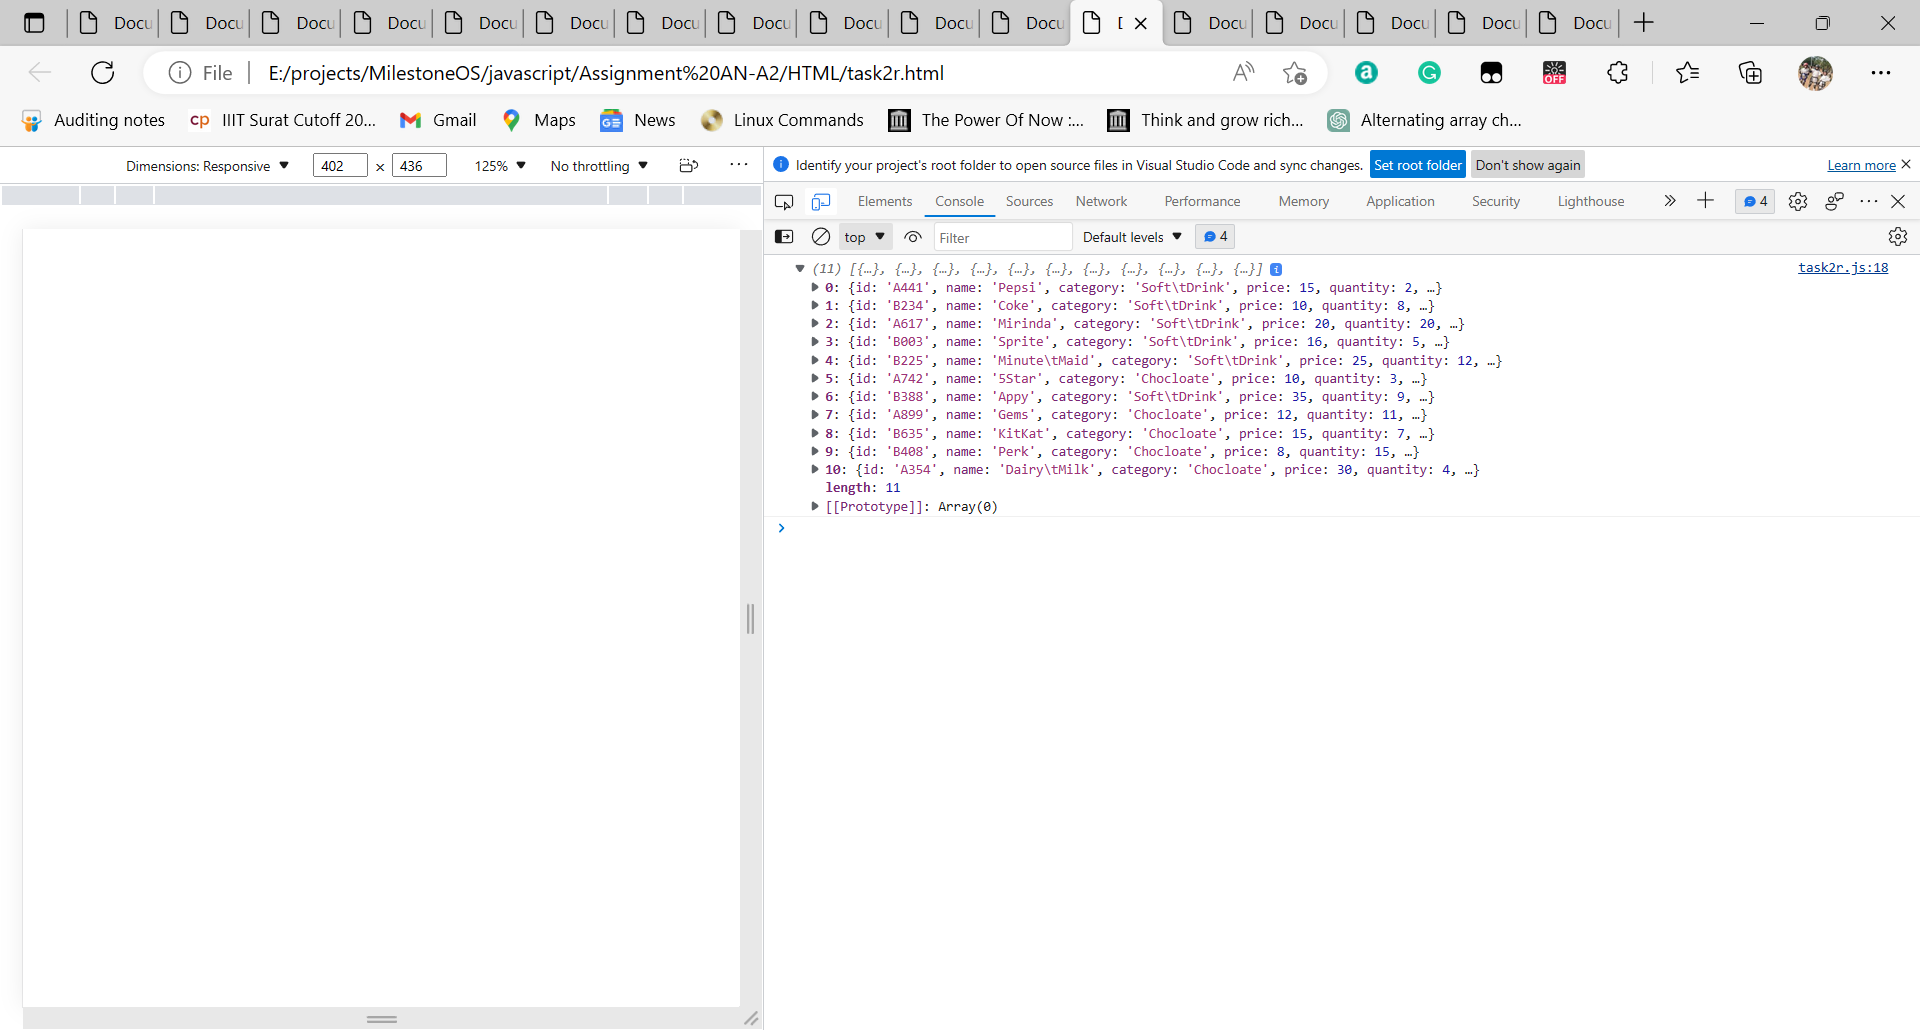 Docu Docu Docu Docu Docu Docu Docu Docu Docu Docu Docu D Docu Docu Docu Docu Docu
File E:/projects/MilestoneOS/javascript/Assignment%20AN-A2/HTML/task2r.html
Auditing notes IIIT Surat Cutoff 20... Gmail Maps News Linux Commands The Power Of Now :... Think and grow rich... Alternating array ch...
Dimensions: Responsive 402 x 436 125% No throttling
Identify your project's root folder to open source files in Visual Studio Code and sync changes. Set root folder Don't show again Learn more
Elements Console Sources Network Performance Memory Application Security Lighthouse 4
top Filter Default levels 4
(11) [{…}, {…}, {…}, {…}, {…}, {…}, {…}, {…}, {…}, {…}, {…}] task2r.js:18
0: {id: 'A441', name: 'Pepsi', category: 'Soft\tDrink', price: 15, quantity: 2, …}
1: {id: 'B234', name: 'Coke', category: 'Soft\tDrink', price: 10, quantity: 8, …}
2: {id: 'A617', name: 'Mirinda', category: 'Soft\tDrink', price: 20, quantity: 20, …}
3: {id: 'B003', name: 'Sprite', category: 'Soft\tDrink', price: 16, quantity: 5, …}
4: {id: 'B225', name: 'Minute\tMaid', category: 'Soft\tDrink', price: 25, quantity: 12, …}
5: {id: 'A742', name: '5Star', category: 'Chocloate', price: 10, quantity: 3, …}
6: {id: 'B388', name: 'Appy', category: 'Soft\tDrink', price: 35, quantity: 9, …}
7: {id: 'A899', name: 'Gems', category: 'Chocloate', price: 12, quantity: 11, …}
8: {id: 'B635', name: 'KitKat', category: 'Chocloate', price: 15, quantity: 7, …}
9: {id: 'B408', name: 'Perk', category: 'Chocloate', price: 8, quantity: 15, …}
10: {id: 'A354', name: 'Dairy\tMilk', category: 'Chocloate', price: 30, quantity: 4, …}
length: 11
[[Prototype]]: Array(0)